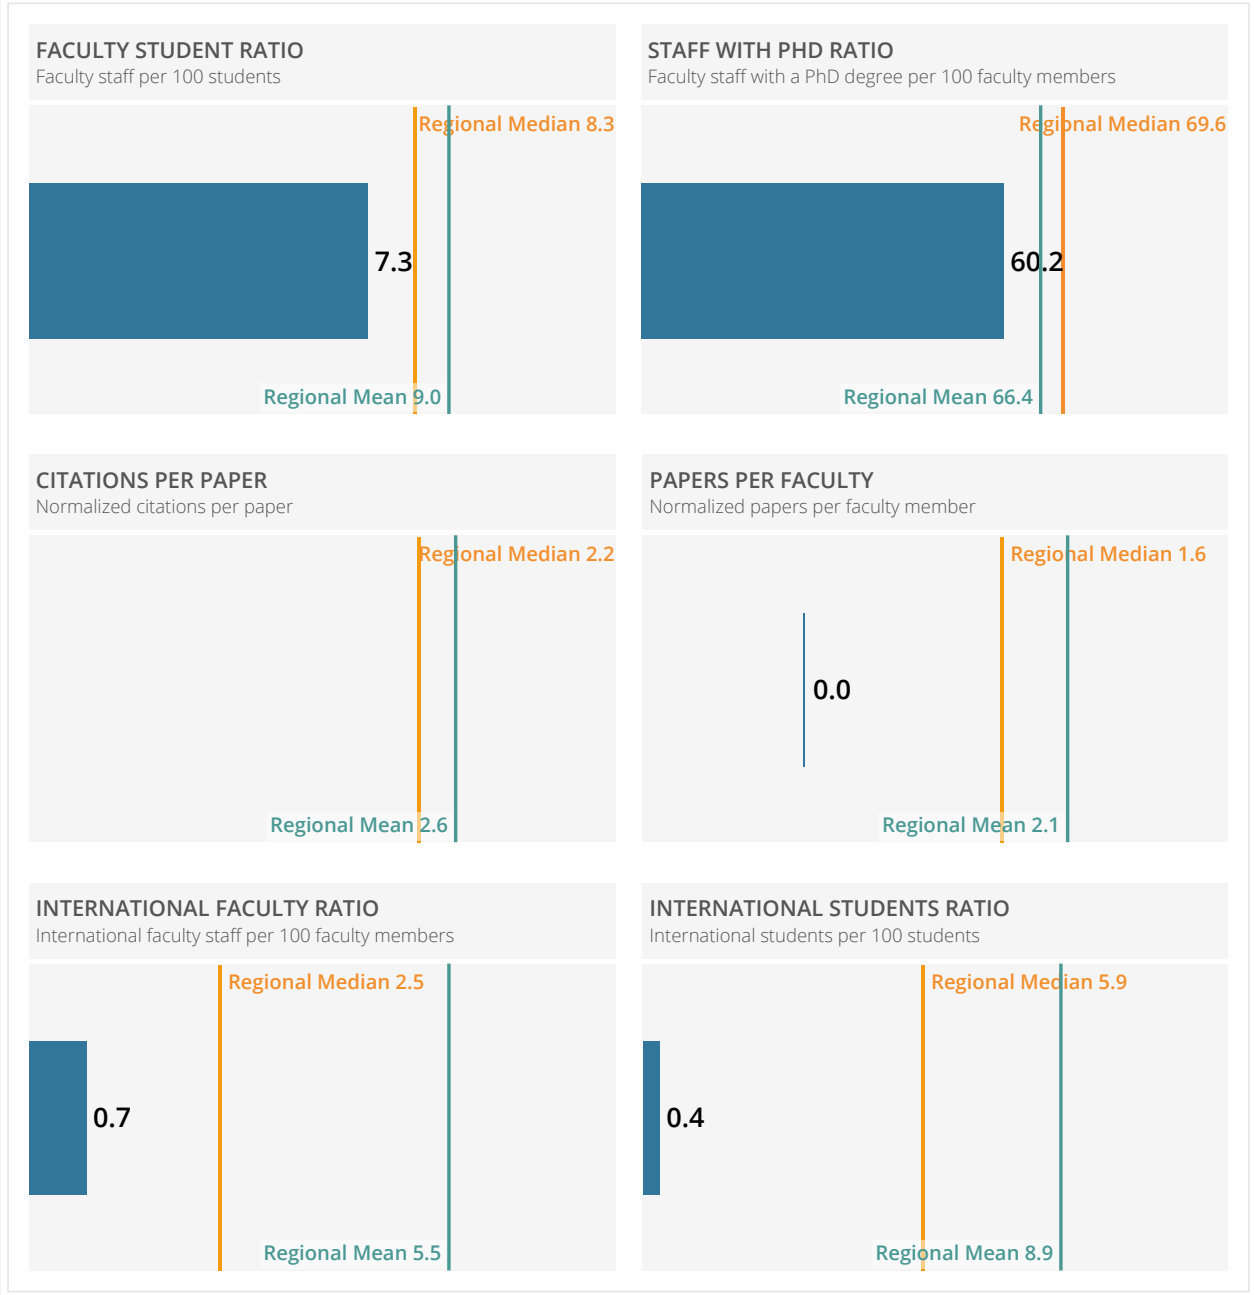 FACULTY STUDENT RATIO
Faculty staff per 100 students
Regional Median 8.3
7.3
Regional Mean 9.0
STAFF WITH PHD RATIO
Faculty staff with a PhD degree per 100 faculty members
Regional Median 69.6
60.2
Regional Mean 66.4
CITATIONS PER PAPER
Normalized citations per paper
Regional Median 2.2
Regional Mean 2.6
PAPERS PER FACULTY
Normalized papers per faculty member
Regional Median 1.6
0.0
Regional Mean 2.1
INTERNATIONAL FACULTY RATIO
International faculty staff per 100 faculty members
Regional Median 2.5
0.7
Regional Mean 5.5
INTERNATIONAL STUDENTS RATIO
International students per 100 students
Regional Median 5.9
0.4
Regional Mean 8.9